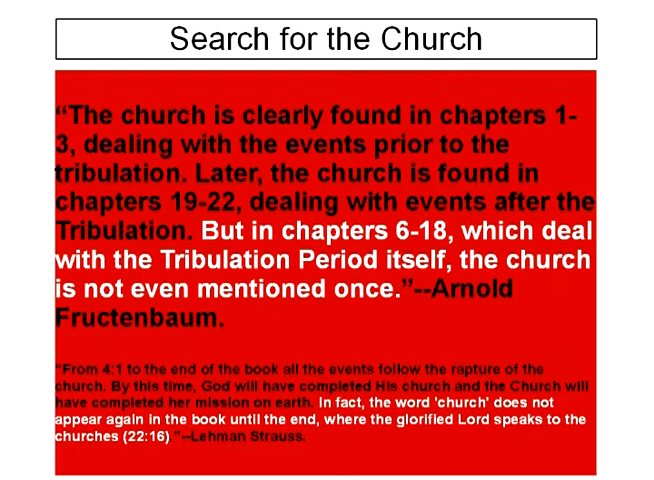 Search for the Church
“The church is clearly found in chapters 1-
3, dealing with the events prior to the
tribulation. Later, the church is found in
chapters 19-22, dealing with events after the
Tribulation. But in chapters 6-18, which deal
with the Tribulation Period itself, the church
is not even mentioned once.”--Arnold
Fructenbaum.
“From 4:1 to the end of the book all the events follow the rapture of the
church. By this time, God will have completed His church and the Church will
have completed her mission on earth. In fact, the word 'church' does not
appear again in the book until the end, where the glorified Lord speaks to the
churches (22:16).”--Lehman Strauss.